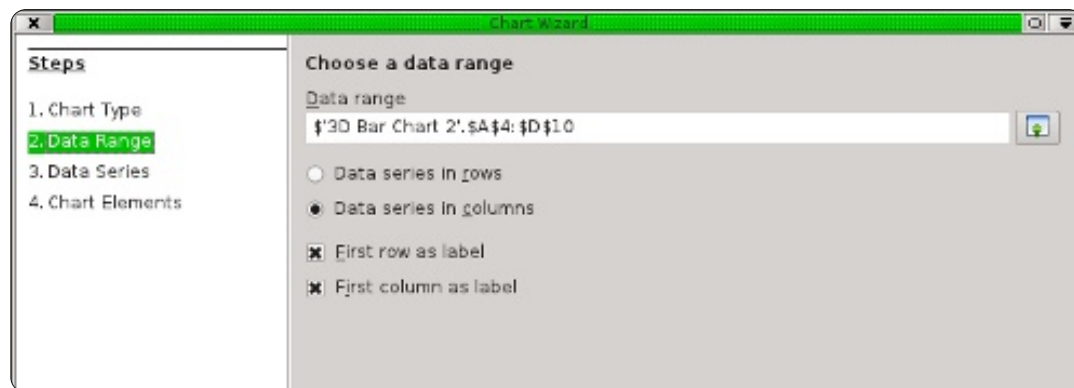 Chart Wizard
Steps
1. Chart Type
2. Data Range
3. Data Series
4. Chart Elements
Choose a data range
Data range
$'3D Bar Chart 2'.$A$4:$D$10
Data series in rows
Data series in columns
First row as label
First column as label